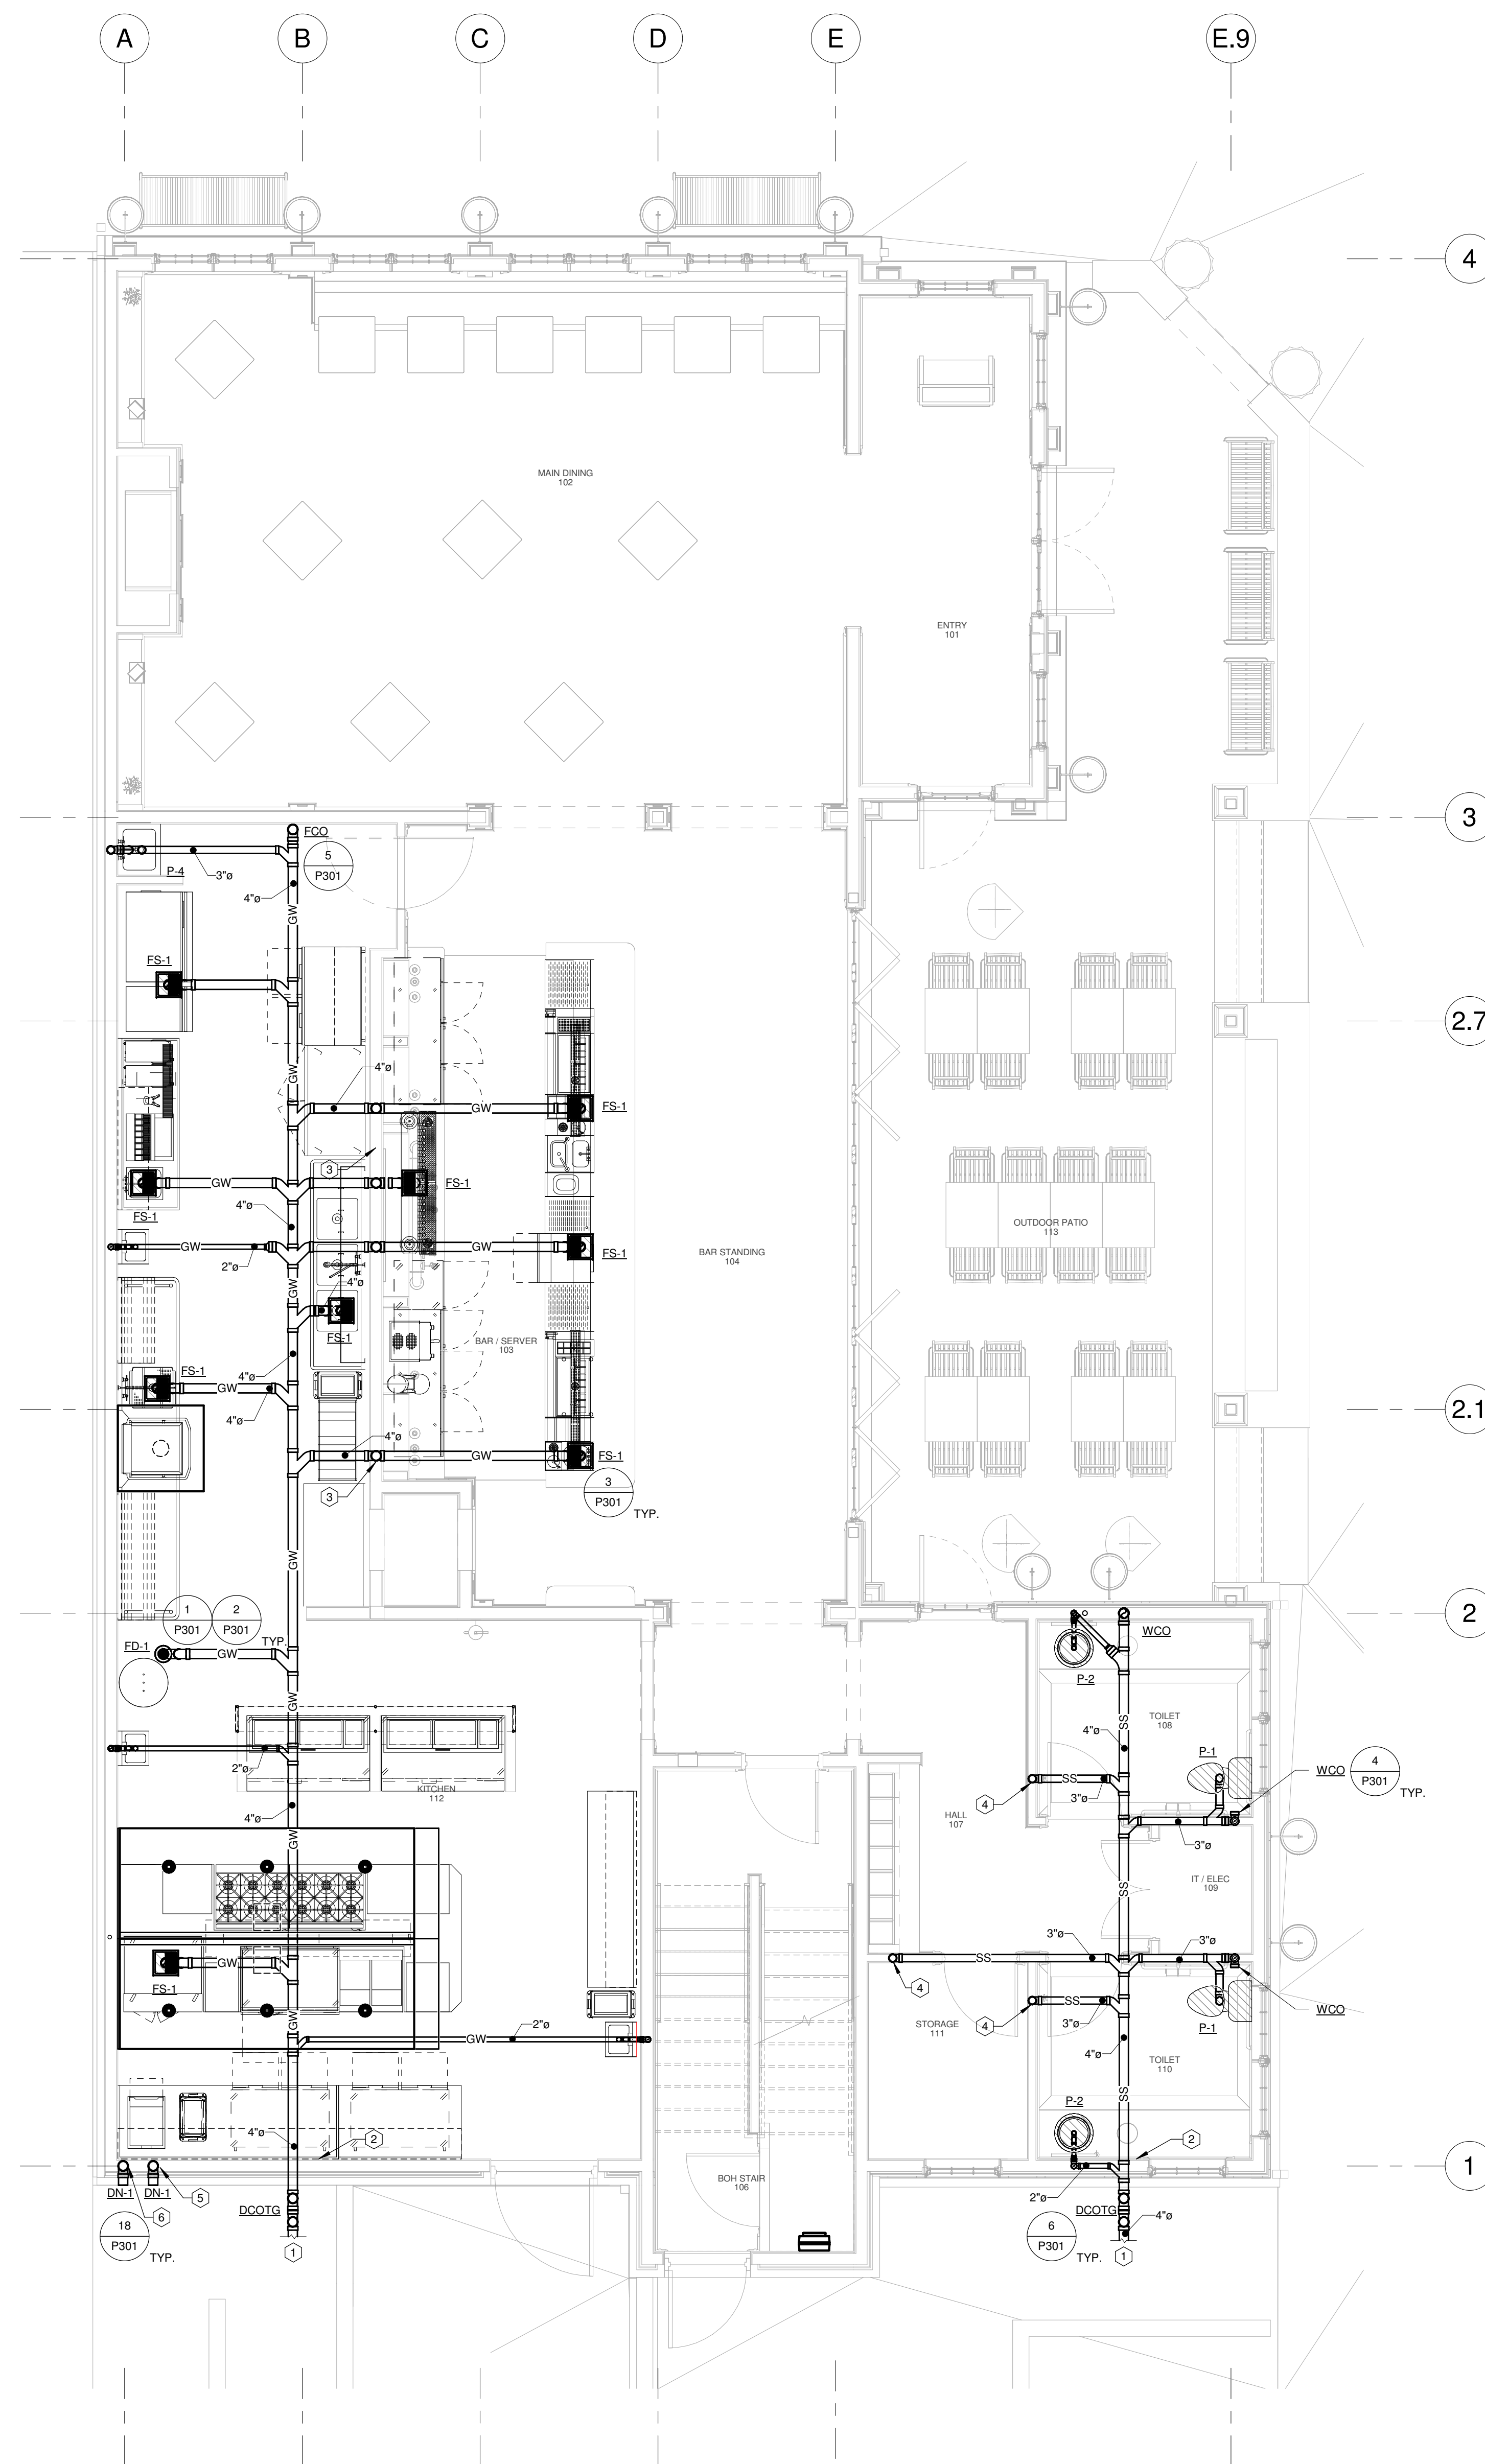 A
B
C
D
E
E.9
4
MAIN DINING
102
ENTRY
101
3
FCO
5
P301
P-4
3"ø
4"ø
GW
FS-1
2.7
GW
4"ø
GW
FS-1
3
GW
FS-1
FS-1
4"ø
GW
2"ø
GW
FS-1
GW
4"ø
FS-1
OUTDOOR PATIO
113
BAR STANDING
104
BAR / SERVER
103
4"ø
FS-1
GW
4"ø
2.1
4"ø
GW
FS-1
3
3
P301
TYP.
GW
1
P301
2
P301
TYP.
FD-1
GW
GW
2
WCO
P-2
TOILET
108
SS
4"ø
P-1
WCO
4
P301
TYP.
SS
3"ø
4
3"ø
HALL
107
2"ø
KITCHEN
112
4"ø
GW
IT / ELEC
109
SS
3"ø
3"ø
SS
4
WCO
GW
FS-1
GW
GW
2"ø
SS
3"ø
4
STORAGE
111
P-1
4"ø
TOILET
110
SS
P-2
4"ø
2
2
1
DN-1
DN-1
5
6
18
P301
TYP.
DCOTG
1
BOH STAIR
106
2"ø
DCOTG
4"ø
6
P301
TYP.
1